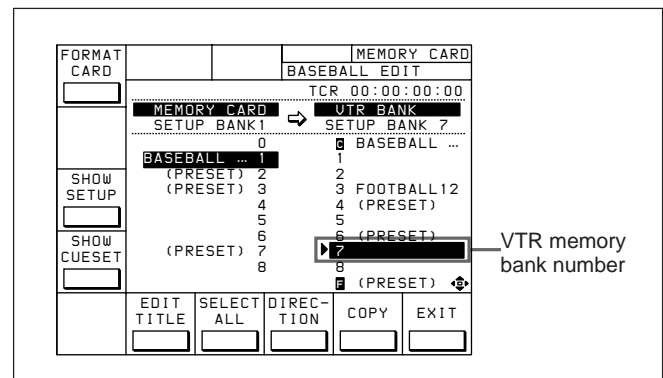 MEMORY CARD
FORMAT CARD
BASEBALL EDIT
TCR 00:00:00:00
MEMORY CARD ⇨ VTR BANK
SETUP BANK1 SETUP BANK 7
0 C BASEBALL …
BASEBALL … 1 1
(PRESET) 2 2
SHOW SETUP
(PRESET) 3 3 FOOTBALL12
4 4 (PRESET)
5 5
6 6 (PRESET)
SHOW CUESET
(PRESET) 7 ▶ 7
8 8
F (PRESET)
VTR memory
bank number
EDIT TITLE
SELECT ALL
DIREC-TION
COPY
EXIT